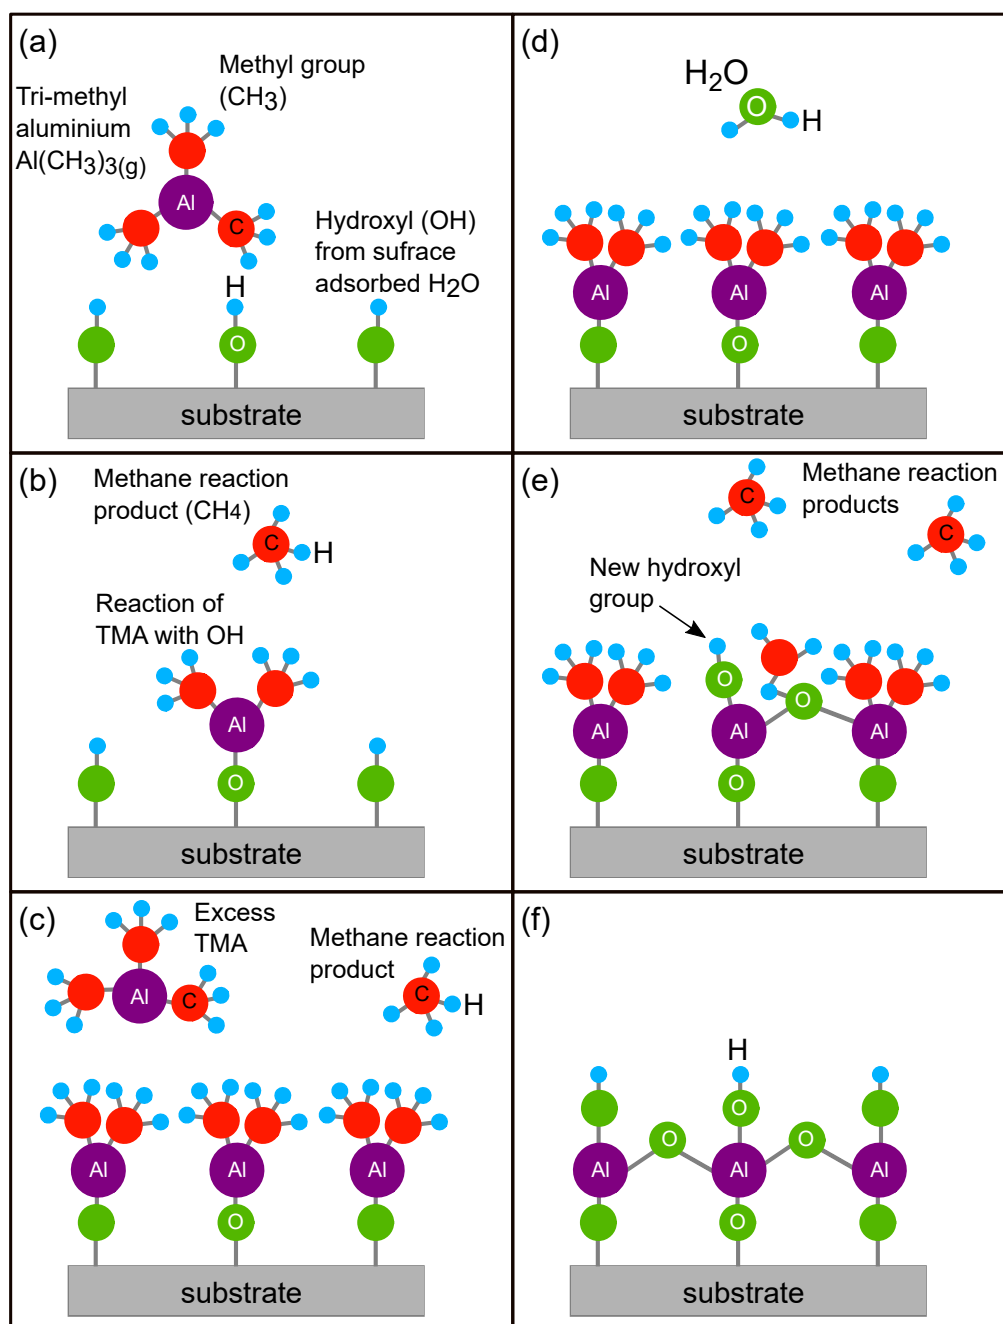 (a)
Methyl group
(CH3)
Tri-methyl
aluminium
Al(CH3)3(g)
Al
C
Hydroxyl (OH)
from sufrace
adsorbed H2O
H
O
substrate
(b)
Methane reaction
product (CH4)
C
H
Reaction of
TMA with OH
Al
O
substrate
(c)
Excess
TMA
Methane reaction
product
Al
C
C
H
Al
Al
Al
O
substrate
(d)
H2O
O
H
Al
Al
Al
O
substrate
(e)
Methane reaction
products
C
C
New hydroxyl
group
O
O
Al
Al
Al
O
substrate
(f)
H
O
O
O
Al
Al
Al
O
substrate